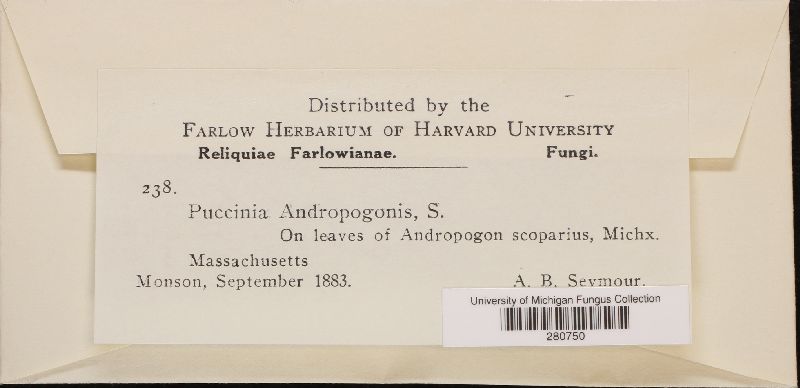 Distributed by the
FARLOW HERBARIUM OF HARVARD UNIVERSITY
Reliquiae Farlowianae. Fungi.
238.
Puccinia Andropogonis, S.
On leaves of Andropogon scoparius, Michx.
Massachusetts
Monson, September 1883. A. B. Seymour.
University of Michigan Fungus Collection
280750